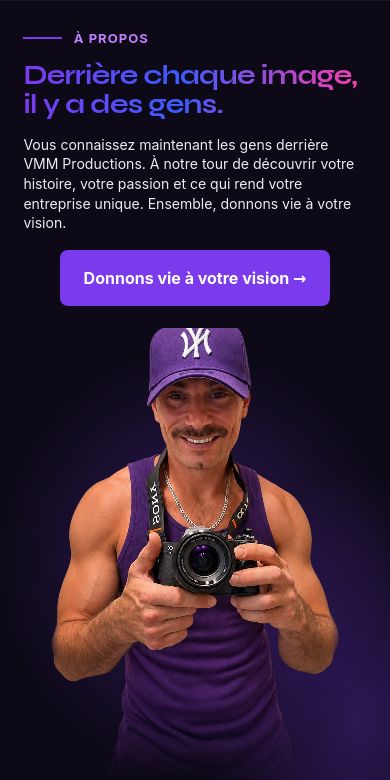 À PROPOS
Derrière chaque image,
il y a des gens.
Vous connaissez maintenant les gens derrière
VMM Productions. À notre tour de découvrir votre
histoire, votre passion et ce qui rend votre
entreprise unique. Ensemble, donnons vie à votre
vision.
Donnons vie à votre vision →
NY
SONY